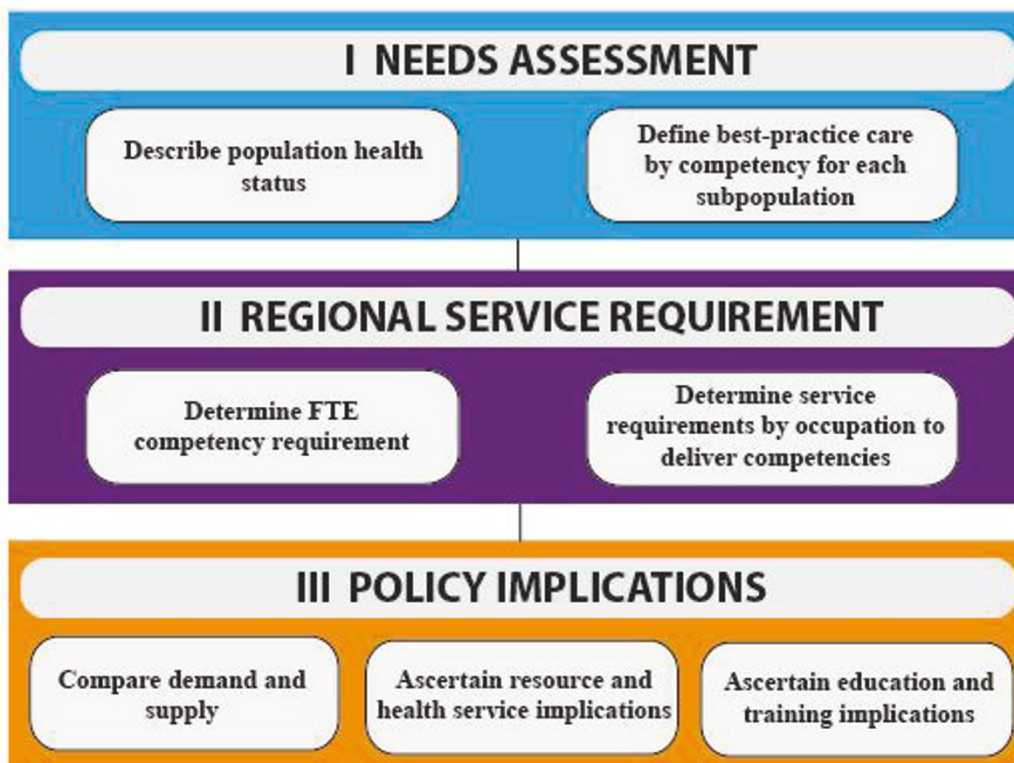 I NEEDS ASSESSMENT
Describe population health
status
Define best-practice care
by competency for each
subpopulation
II REGIONAL SERVICE REQUIREMENT
Determine FTE
competency requirement
Determine service
requirements by occupation to
deliver competencies
III POLICY IMPLICATIONS
Compare demand and
supply
Ascertain resource and
health service implications
Ascertain education and
training implications